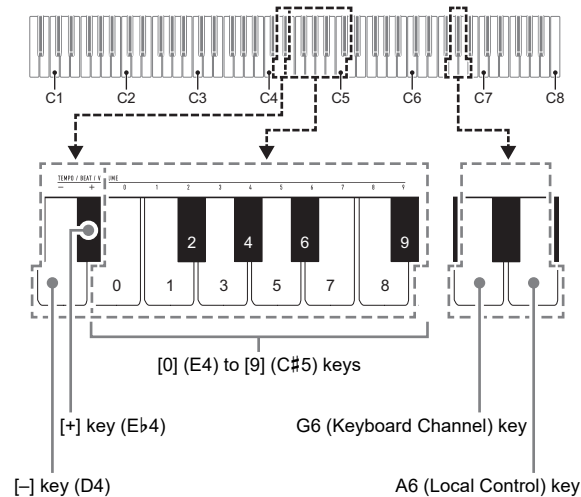 C1 C2 C3 C4 C5 C6 C7 C8
TEMPO / BEAT / V UME
− + 0 1 2 3 4 5 6 7 8 9
2 4 6 9
0 1 3 5 7 8
[0] (E4) to [9] (C♯5) keys
[+] key (E♭4)
G6 (Keyboard Channel) key
[–] key (D4)
A6 (Local Control) key